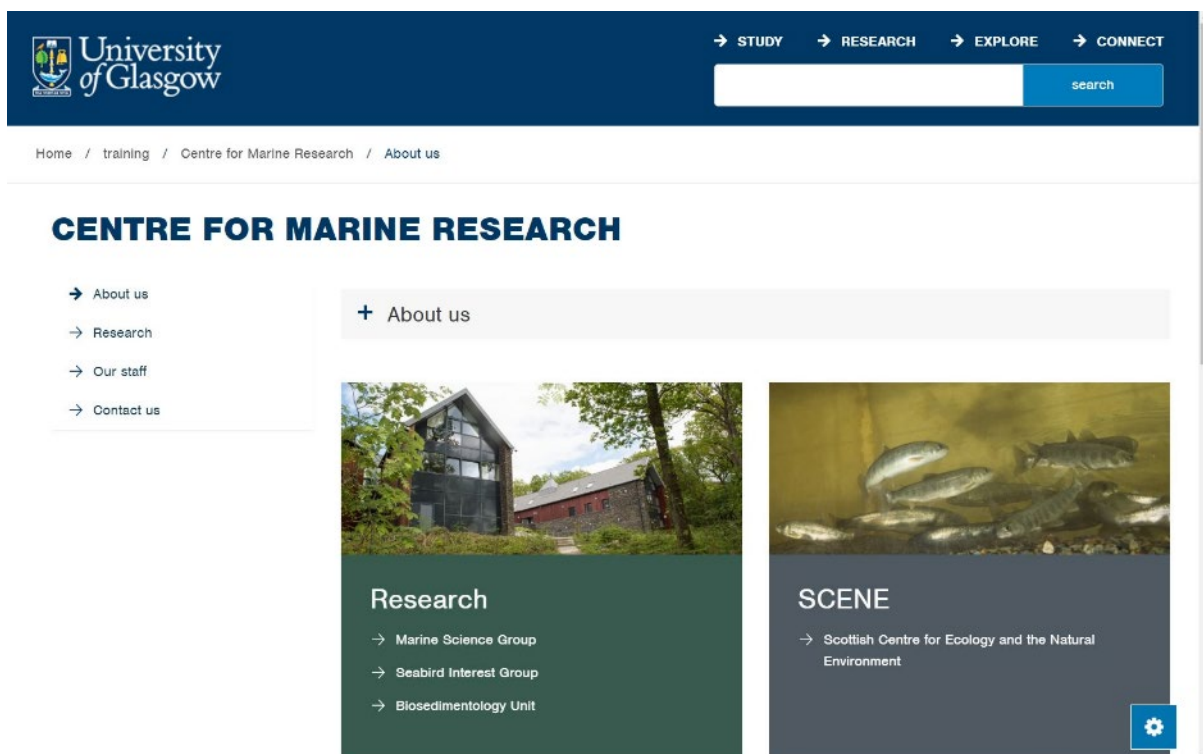 University
of Glasgow
→ STUDY → RESEARCH → EXPLORE → CONNECT
search
Home / training / Centre for Marine Research / About us
CENTRE FOR MARINE RESEARCH
→ About us
→ Research
→ Our staff
→ Contact us
+ About us
Research
→ Marine Science Group
→ Seabird Interest Group
→ Biosedimentology Unit
SCENE
→ Scottish Centre for Ecology and the Natural
Environment